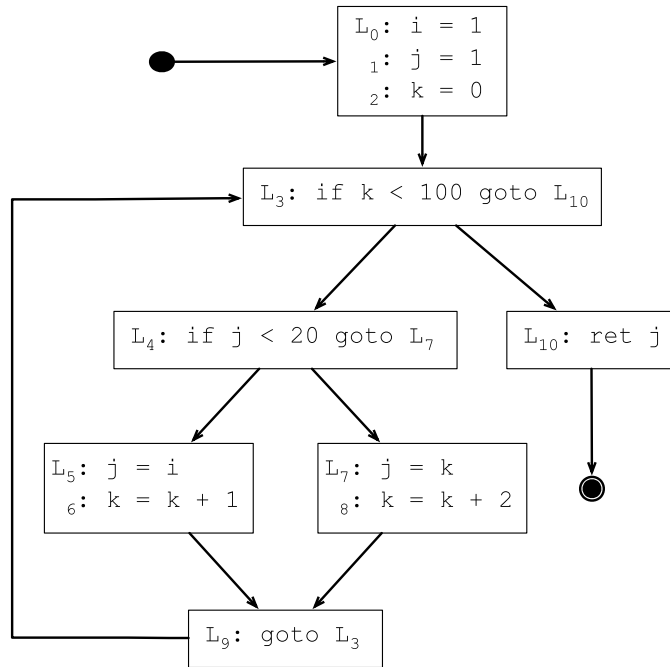 L₀: i = 1
₁: j = 1
₂: k = 0
L₃: if k < 100 goto L₁₀
L₄: if j < 20 goto L₇
L₁₀: ret j
L₅: j = i
₆: k = k + 1
L₇: j = k
₈: k = k + 2
L₉: goto L₃